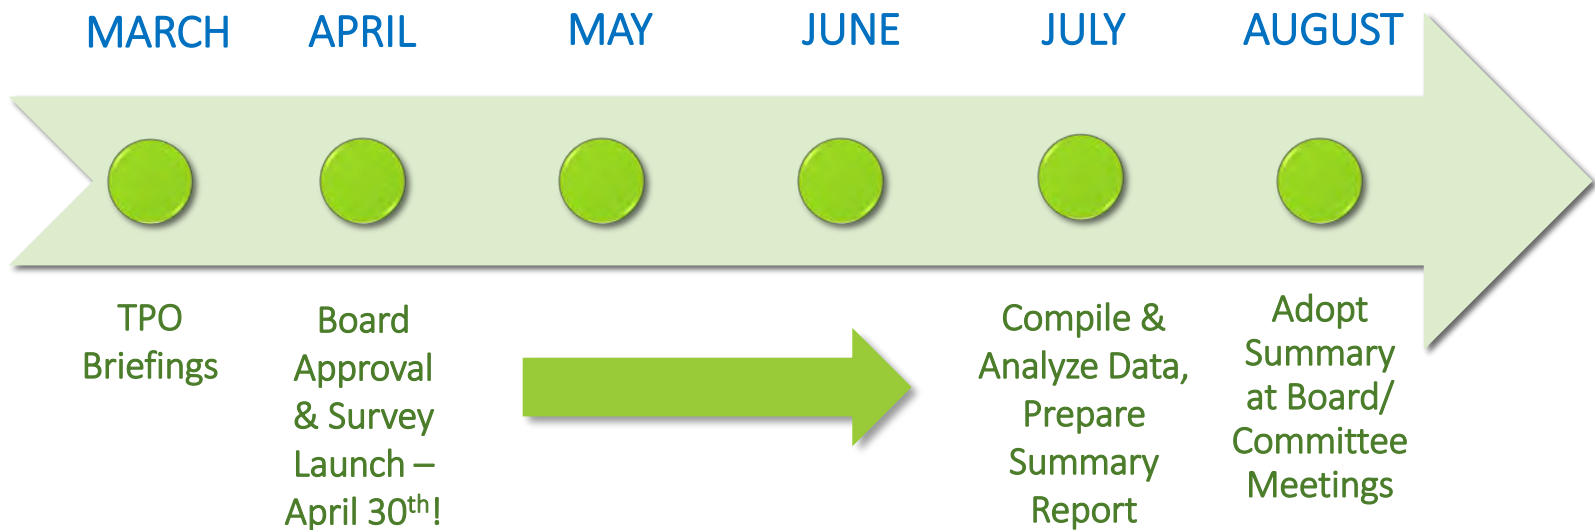 MARCH APRIL MAY JUNE JULY AUGUST
TPO
Briefings
Board
Approval
& Survey
Launch –
April 30th!
Compile &
Analyze Data,
Prepare
Summary
Report
Adopt
Summary
at Board/
Committee
Meetings